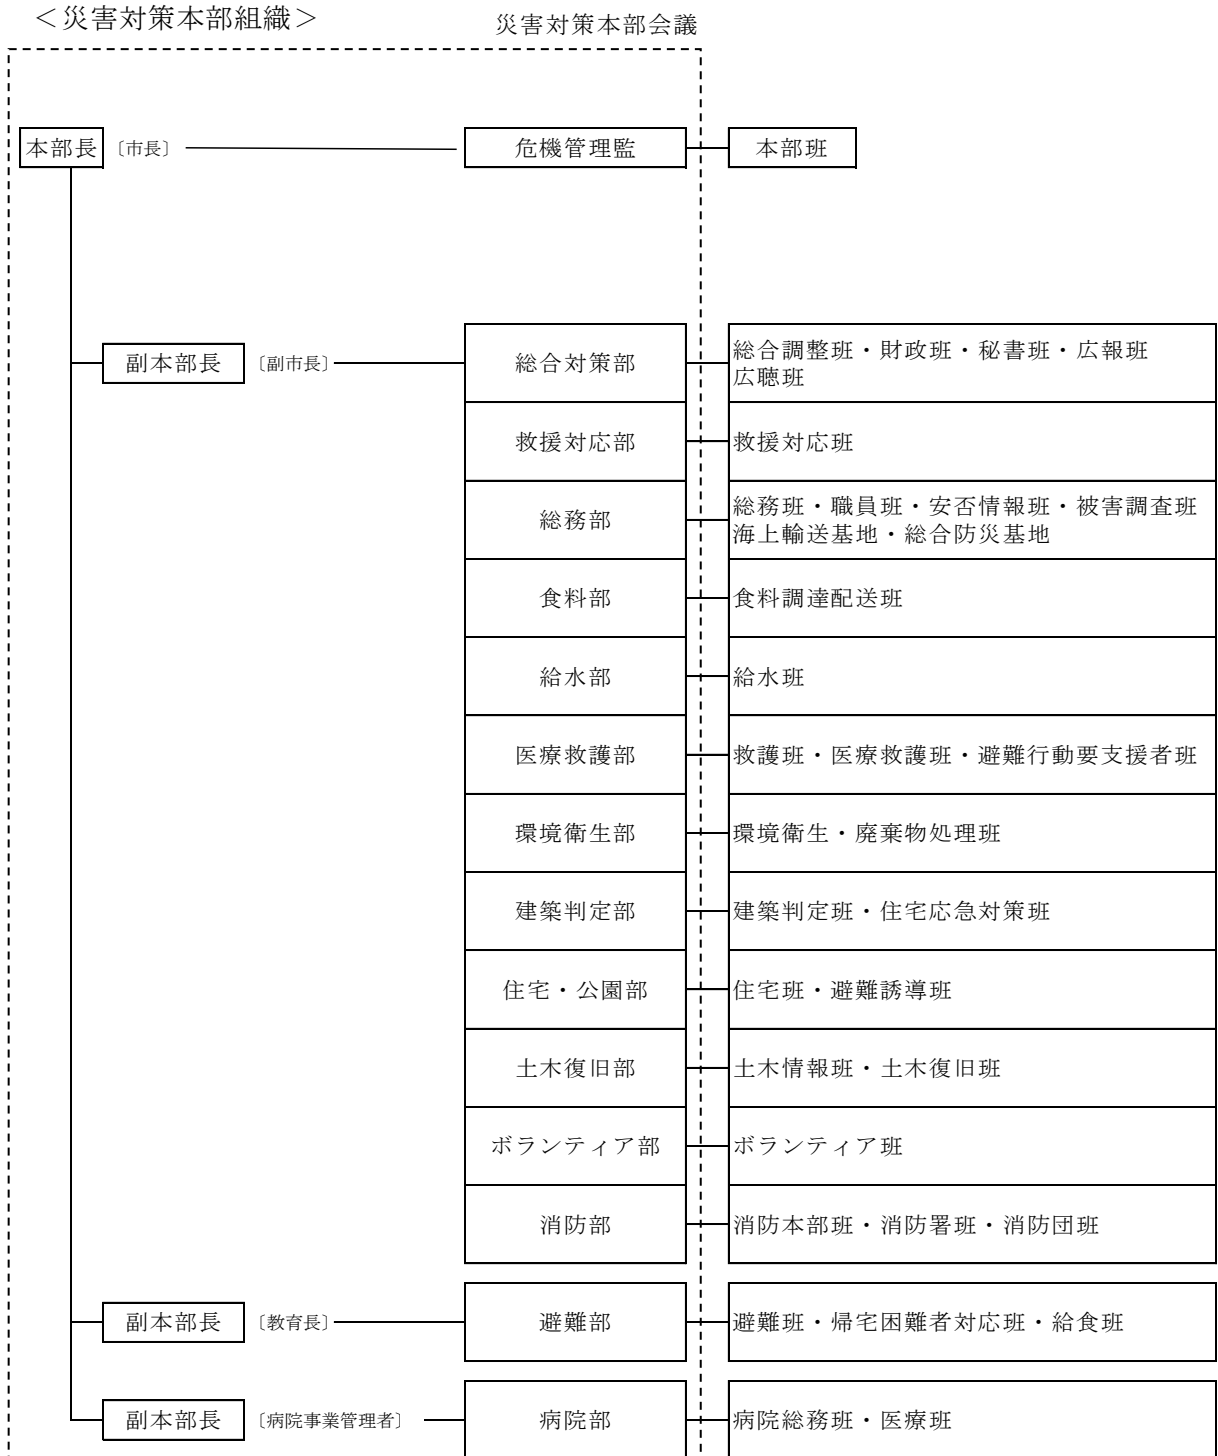 ＜災害対策本部組織＞
災害対策本部会議
本部長 〔市長〕 危機管理監 本部班
副本部長 〔副市長〕 総合対策部 総合調整班・財政班・秘書班・広報班
広聴班
救援対応部 救援対応班
総務部 総務班・職員班・安否情報班・被害調査班
海上輸送基地・総合防災基地
食料部 食料調達配送班
給水部 給水班
医療救護部 救護班・医療救護班・避難行動要支援者班
環境衛生部 環境衛生・廃棄物処理班
建築判定部 建築判定班・住宅応急対策班
住宅・公園部 住宅班・避難誘導班
土木復旧部 土木情報班・土木復旧班
ボランティア部 ボランティア班
消防部 消防本部班・消防署班・消防団班
副本部長 〔教育長〕 避難部 避難班・帰宅困難者対応班・給食班
副本部長 〔病院事業管理者〕 病院部 病院総務班・医療班